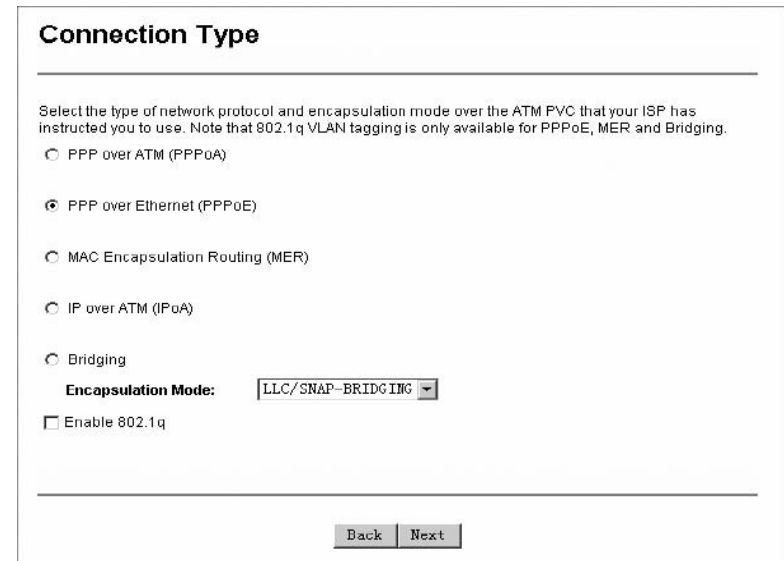 Connection Type
Select the type of network protocol and encapsulation mode over the ATM PVC that your ISP has
instructed you to use. Note that 802.1q VLAN tagging is only available for PPPoE, MER and Bridging.
PPP over ATM (PPPoA)
PPP over Ethernet (PPPoE)
MAC Encapsulation Routing (MER)
IP over ATM (IPoA)
Bridging
Encapsulation Mode: LLC/SNAP-BRIDGING
Enable 802.1q
Back Next